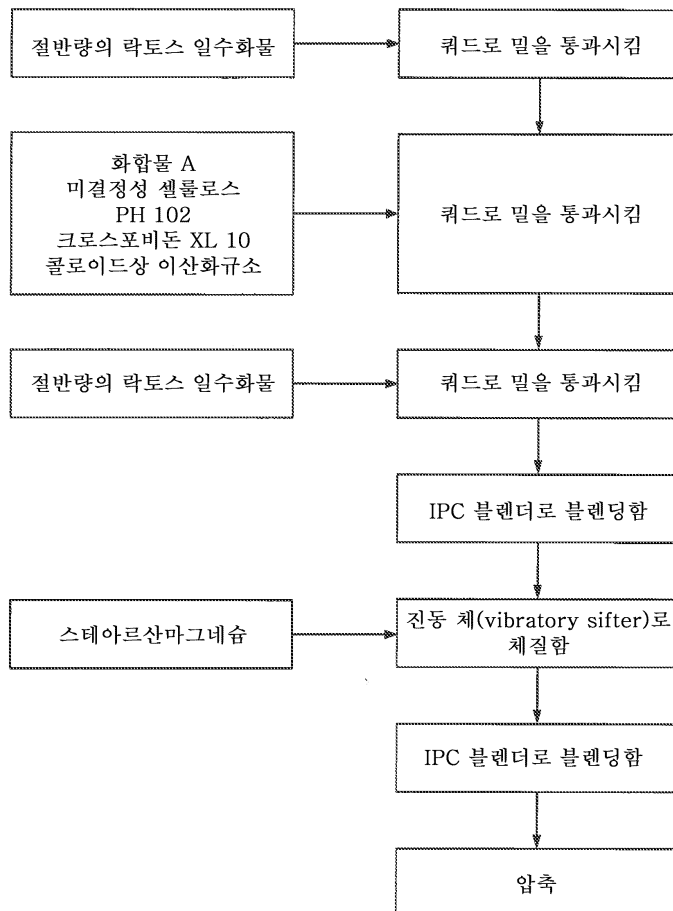 절반량의 락토스 일수화물
쿼드로 밀을 통과시킴
화합물 A
미결정성 셀룰로스
PH 102
크로스포비돈 XL 10
콜로이드상 이산화규소
쿼드로 밀을 통과시킴
절반량의 락토스 일수화물
쿼드로 밀을 통과시킴
IPC 블렌더로 블렌딩함
스테아르산마그네슘
진동 체(vibratory sifter)로
체질함
IPC 블렌더로 블렌딩함
압축